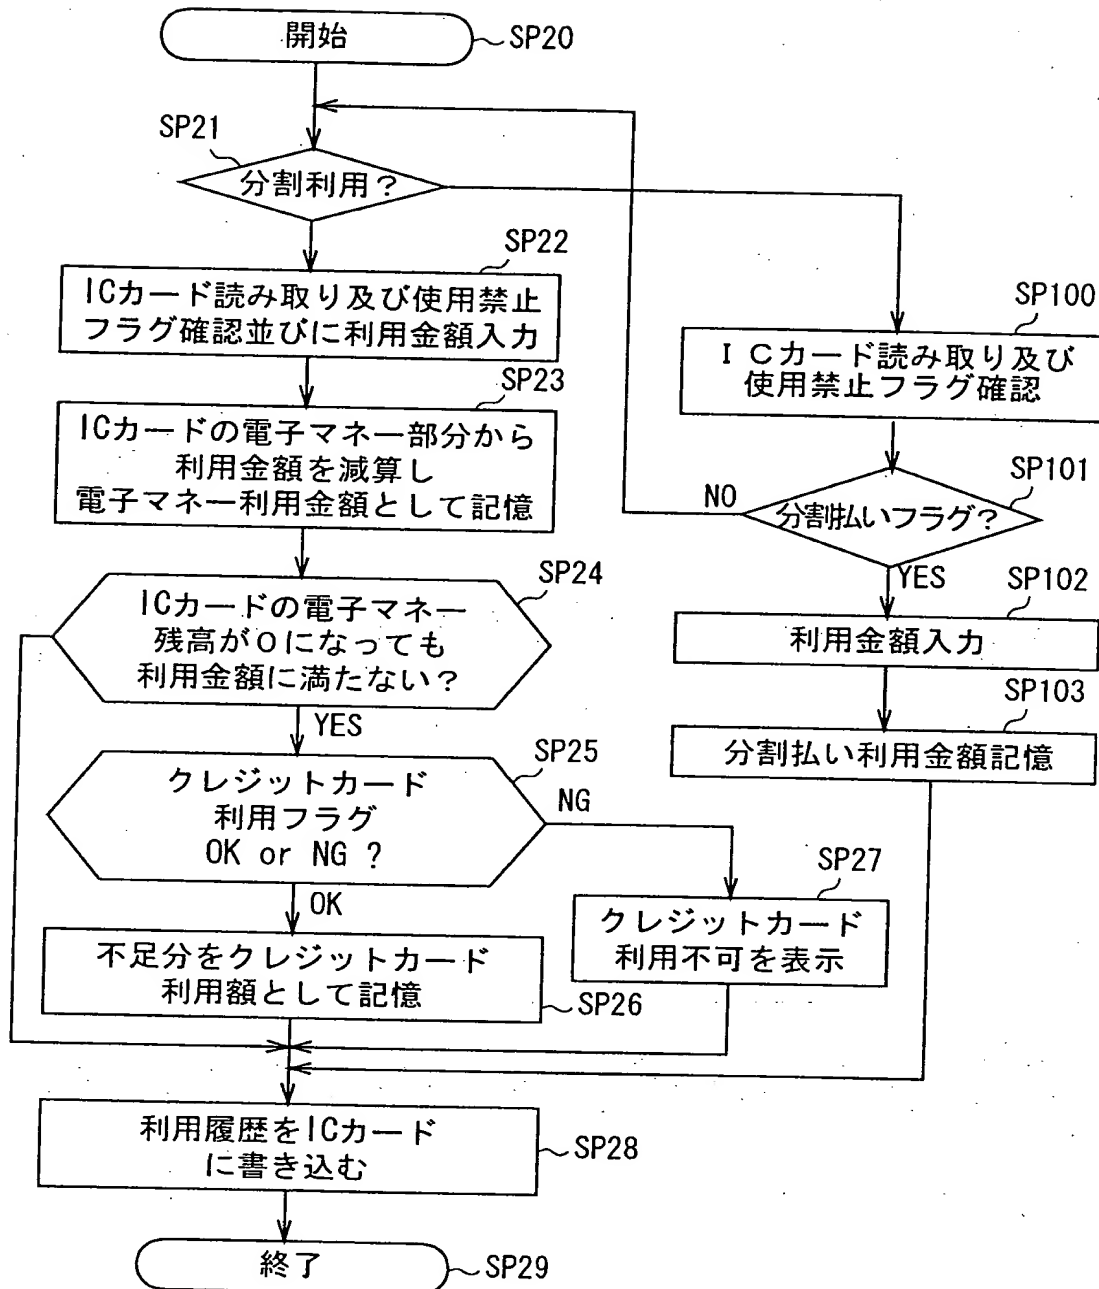 開始
SP20
SP21
分割利用?
SP22
ICカード読み取り及び使用禁止
フラグ確認並びに利用金額入力
SP100
ICカード読み取り及び
使用禁止フラグ確認
SP23
ICカードの電子マネー部分から
利用金額を減算し
電子マネー利用金額として記憶
SP101
分割払いフラグ?
NO
YES
SP24
ICカードの電子マネー
残高が0になっても
利用金額に満たない?
SP102
利用金額入力
SP103
分割払い利用金額記憶
YES
SP25
クレジットカード
利用フラグ
OK or NG ?
NG
OK
SP27
クレジットカード
利用不可を表示
不足分をクレジットカード
利用額として記憶
SP26
利用履歴をICカード
に書き込む
SP28
終了
SP29